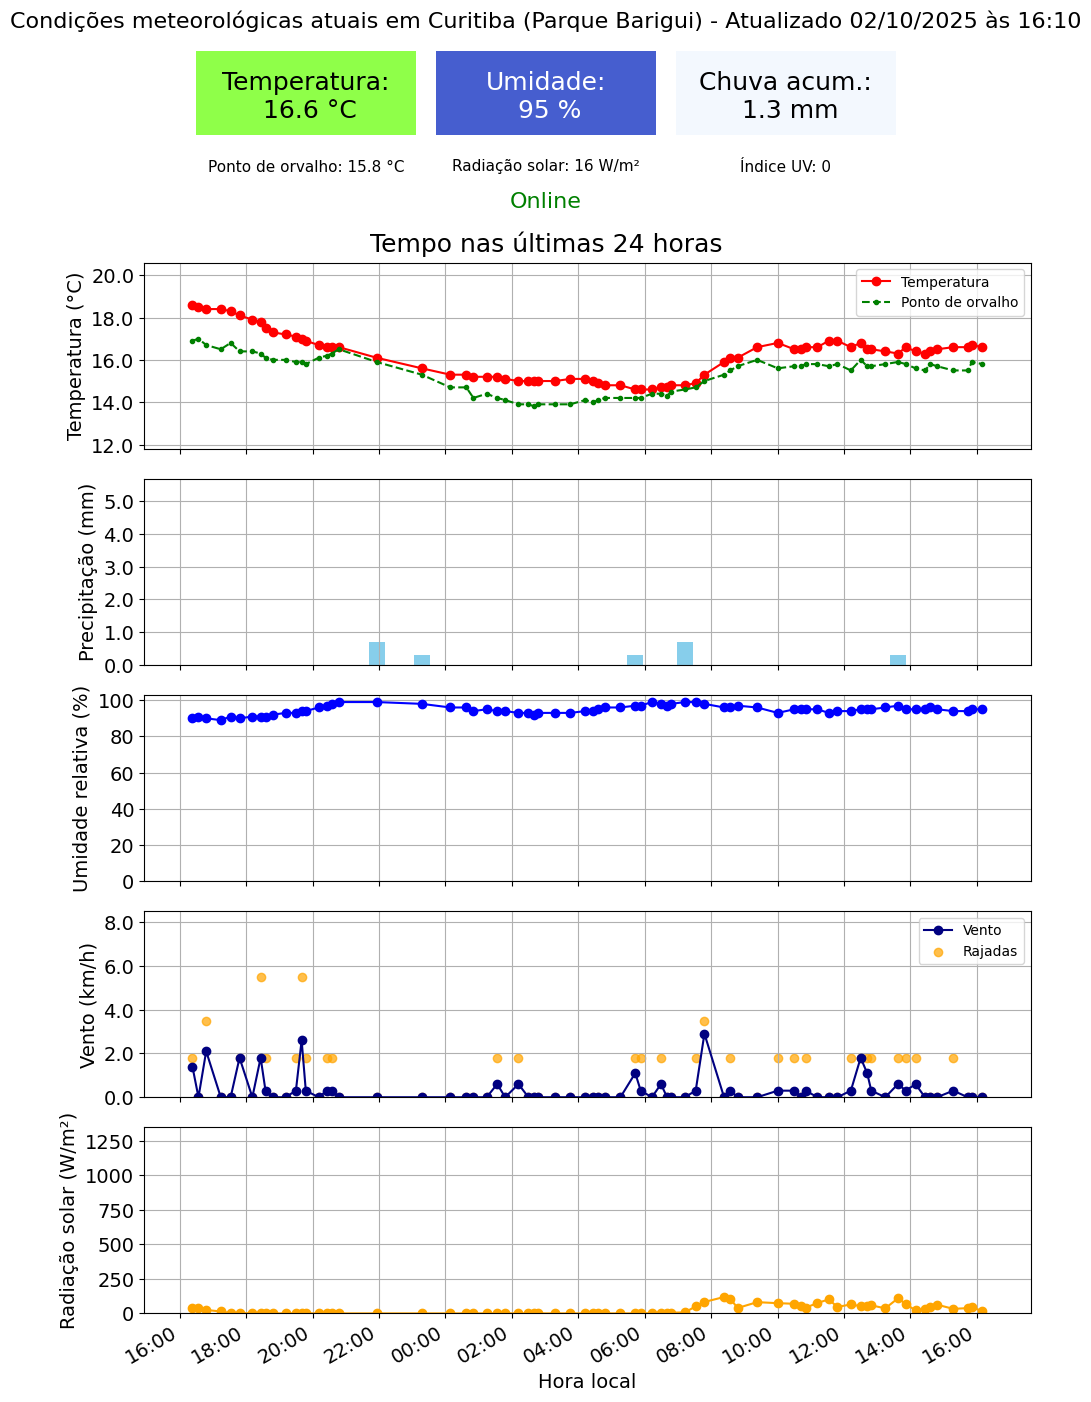 Condições meteorológicas atuais em Curitiba (Parque Barigui) - Atualizado 02/10/2025 às 16:10
Temperatura:
16.6 °C
Umidade:
95 %
Chuva acum.:
1.3 mm
Ponto de orvalho: 15.8 °C
Radiação solar: 16 W/m²
Índice UV: 0
Online
Tempo nas últimas 24 horas
Temperatura (°C)
20.0
18.0
16.0
14.0
12.0
Temperatura
Ponto de orvalho
Precipitação (mm)
5.0
4.0
3.0
2.0
1.0
0.0
Umidade relativa (%)
100
80
60
40
20
0
Vento (km/h)
8.0
6.0
4.0
2.0
0.0
Vento
Rajadas
Radiação solar (W/m²)
1250
1000
750
500
250
0
16:00
18:00
20:00
22:00
00:00
02:00
04:00
06:00
08:00
10:00
12:00
14:00
16:00
Hora local